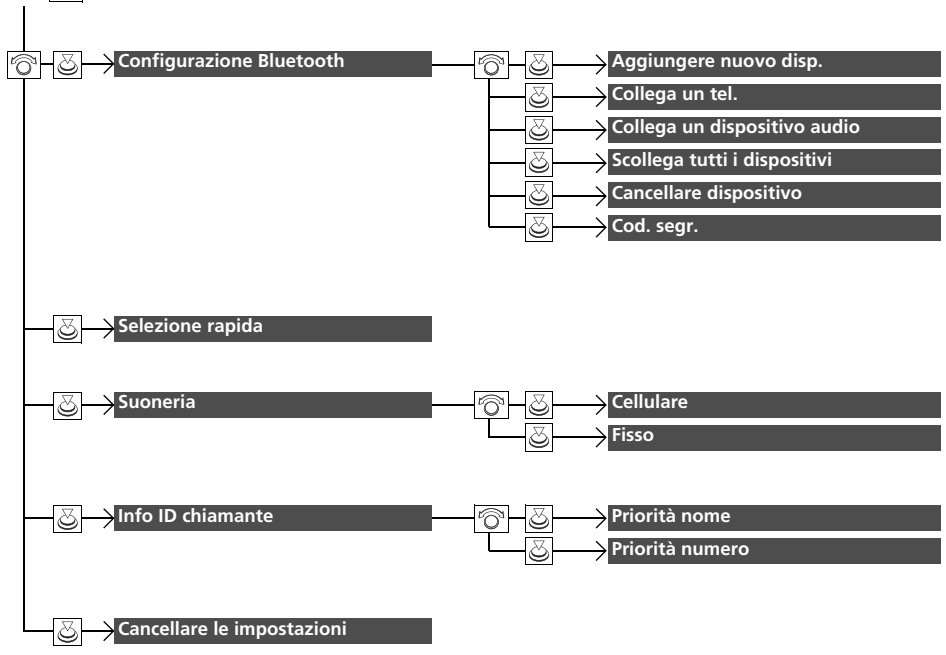 Configurazione Bluetooth
Aggiungere nuovo disp.
Collega un tel.
Collega un dispositivo audio
Scollega tutti i dispositivi
Cancellare dispositivo
Cod. segr.
Selezione rapida
Suoneria
Cellulare
Fisso
Info ID chiamante
Priorità nome
Priorità numero
Cancellare le impostazioni